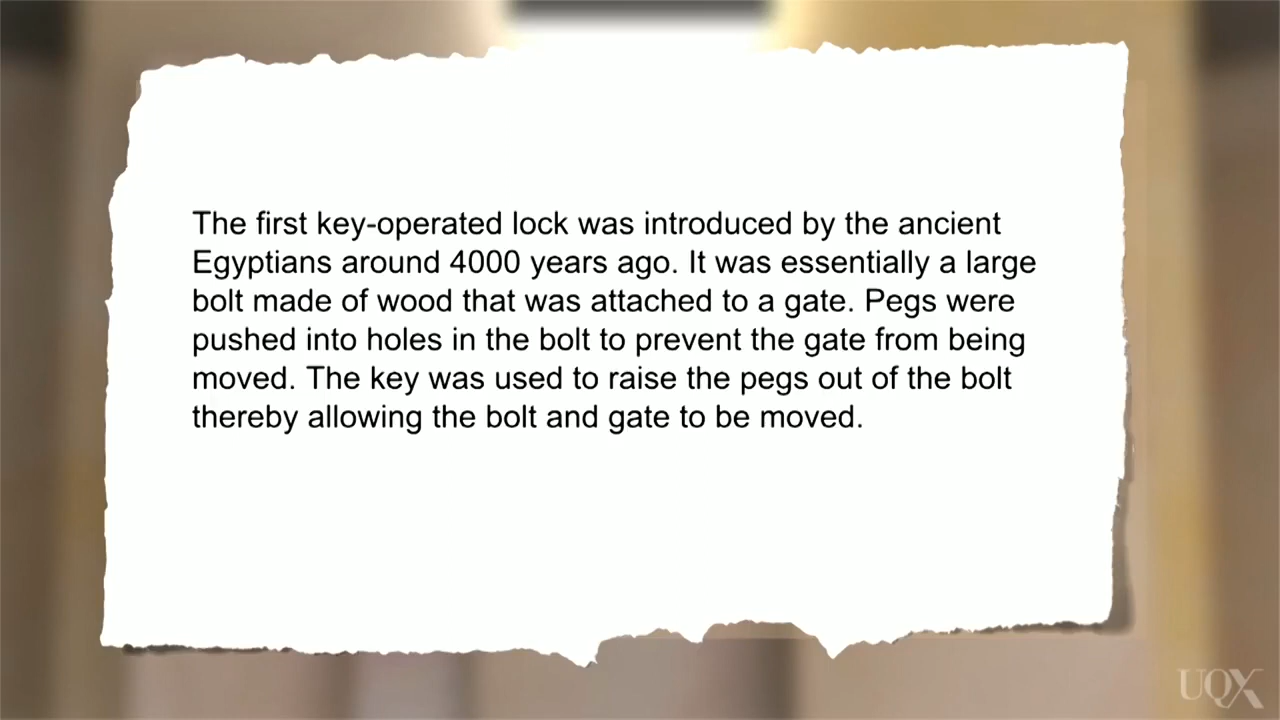 The first key-operated lock was introduced by the ancient
Egyptians around 4000 years ago. It was essentially a large
bolt made of wood that was attached to a gate. Pegs were
pushed into holes in the bolt to prevent the gate from being
moved. The key was used to raise the pegs out of the bolt
thereby allowing the bolt and gate to be moved.
UQX